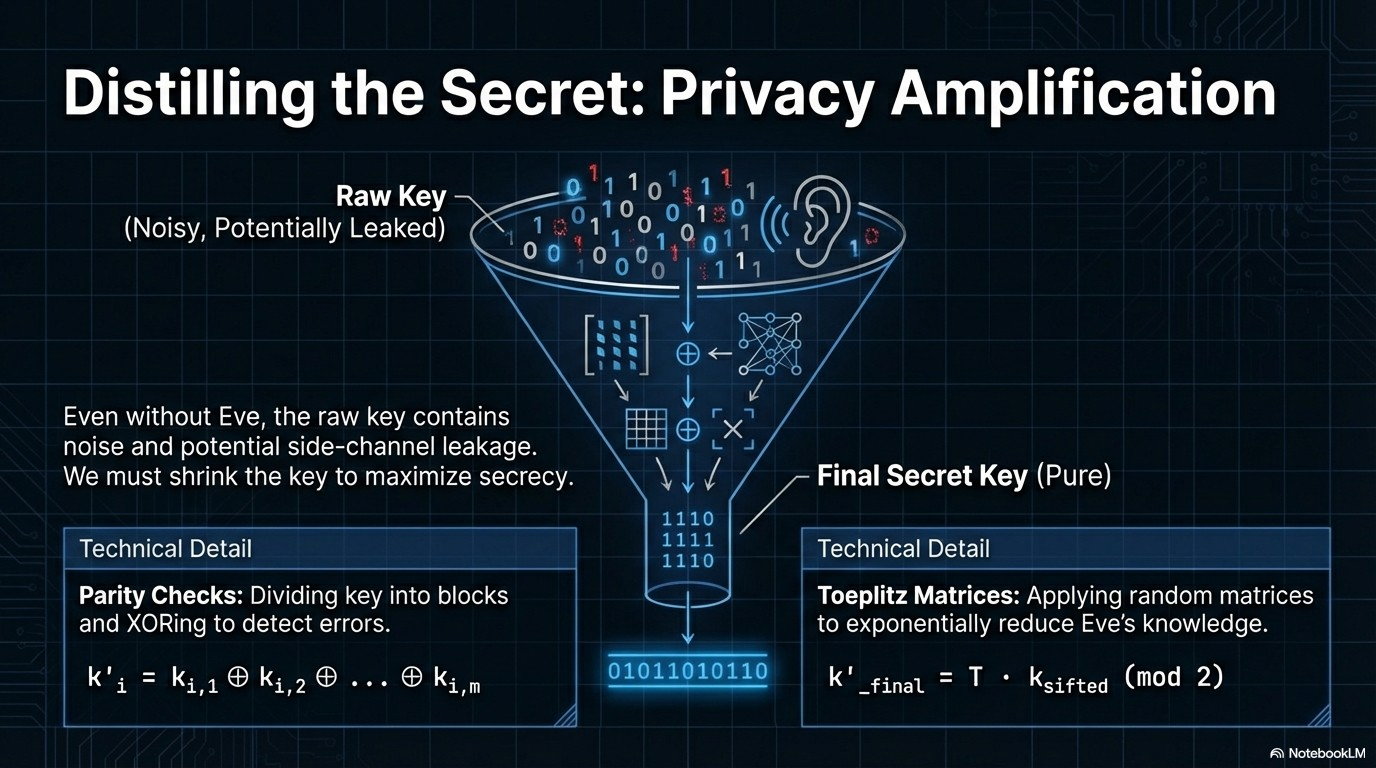 Distilling the Secret: Privacy Amplification
Raw Key
(Noisy, Potentially Leaked)
Even without Eve, the raw key contains
noise and potential side-channel leakage.
We must shrink the key to maximize secrecy.
Final Secret Key (Pure)
1110
1111
1110
01011010110
Technical Detail
Parity Checks: Dividing key into blocks
and XORing to detect errors.
k'i = ki,1 ⊕ ki,2 ⊕ ... ⊕ ki,m
Technical Detail
Toeplitz Matrices: Applying random matrices
to exponentially reduce Eve's knowledge.
k'_final = T · ksifted (mod 2)
NotebookLM